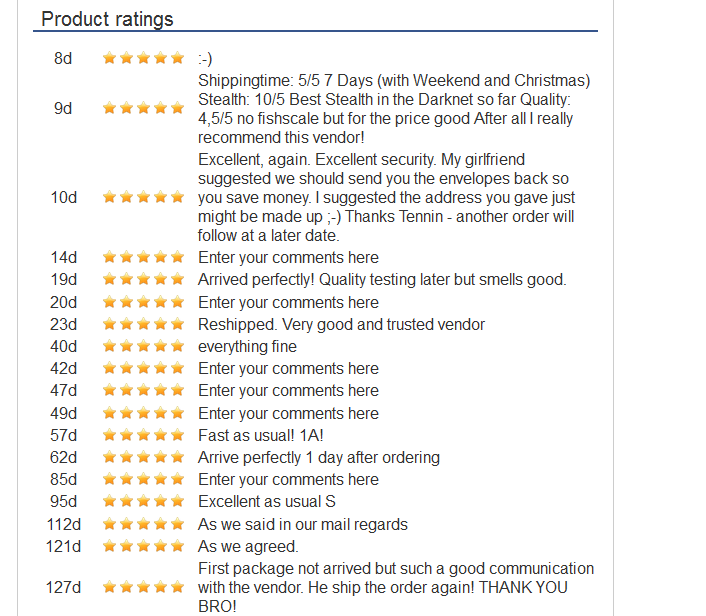 Product ratings
8d :-)
Shippingtime: 5/5 7 Days (with Weekend and Christmas)
9d Stealth: 10/5 Best Stealth in the Darknet so far Quality:
4,5/5 no fishscale but for the price good After all I really
recommend this vendor!
Excellent, again. Excellent security. My girlfriend
suggested we should send you the envelopes back so
10d you save money. I suggested the address you gave just
might be made up ;-) Thanks Tennin - another order will
follow at a later date.
14d Enter your comments here
19d Arrived perfectly! Quality testing later but smells good.
20d Enter your comments here
23d Reshipped. Very good and trusted vendor
40d everything fine
42d Enter your comments here
47d Enter your comments here
49d Enter your comments here
57d Fast as usual! 1A!
62d Arrive perfectly 1 day after ordering
85d Enter your comments here
95d Excellent as usual S
112d As we said in our mail regards
121d As we agreed.
First package not arrived but such a good communication
127d with the vendor. He ship the order again! THANK YOU
BRO!